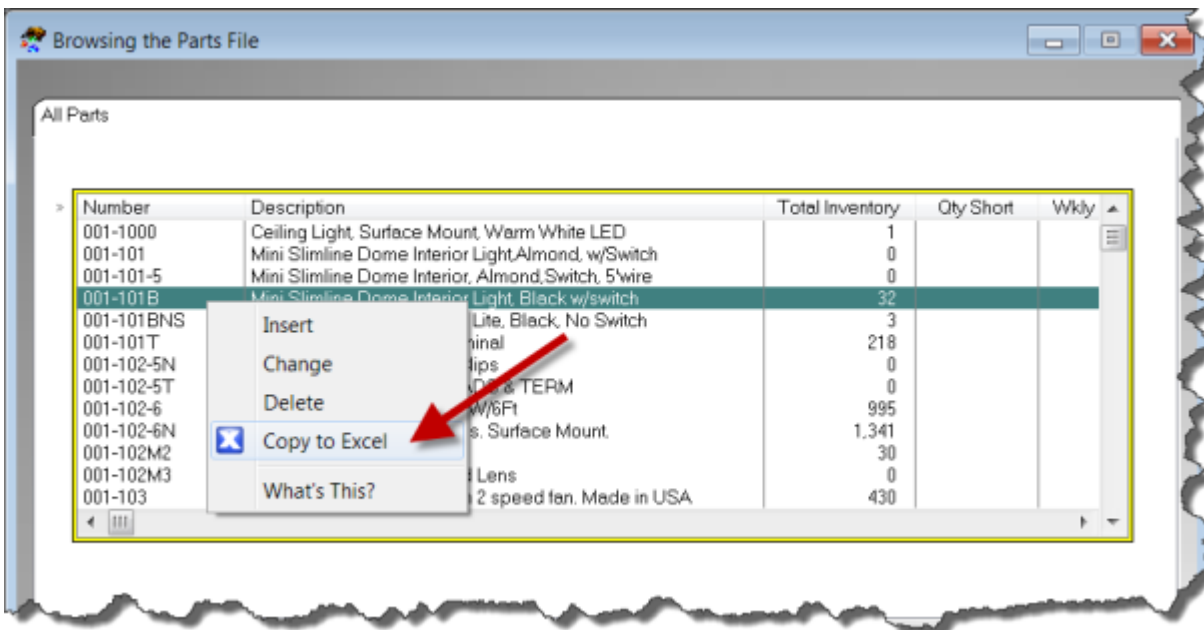 Browsing the Parts File
All Parts
Number Description Total Inventory Qty Short Wkly
001-1000 Ceiling Light, Surface Mount, Warm White LED 1
001-101 Mini Slimline Dome Interior Light,Almond, w/Switch 0
001-101-5 Mini Slimline Dome Interior, Almond,Switch, 5'wire 0
001-101B Mini Slimline Dome Interior Light, Black w/switch 32
001-101BNS Lite, Black, No Switch 3
001-101T 218
001-102-5N 0
001-102-5T & TERM 0
001-102-6 W/6Ft 995
001-102-6N s. Surface Mount. 1,341
001-102M2 30
001-102M3 Lens 0
001-103 2 speed fan. Made in USA 430
Insert
Change
Delete
Copy to Excel
What's This?